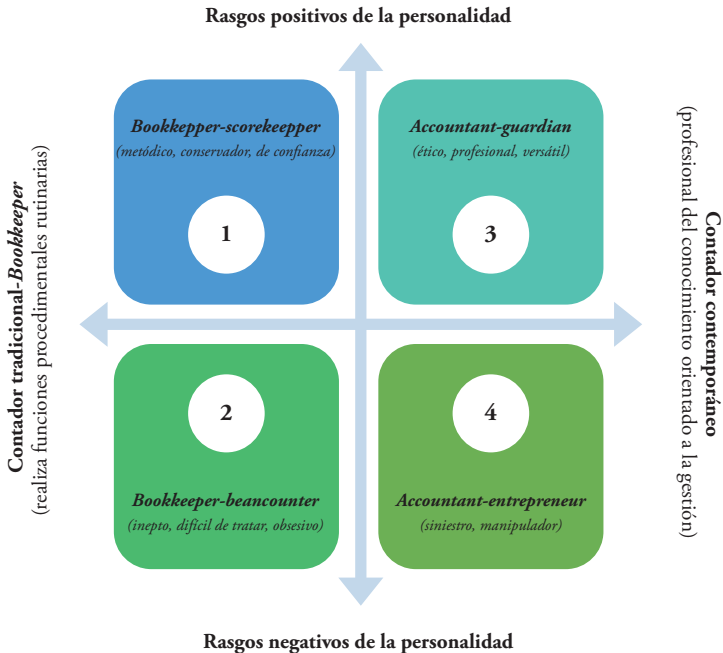 Rasgos positivos de la personalidad
Contador tradicional-Bookkeeper
(realiza funciones procedimentales rutinarias)
Bookkepper-scorekeepper
(metódico, conservador, de confianza)
1
Accountant-guardian
(ético, profesional, versátil)
3
Contador contemporáneo
(profesional del conocimiento orientado a la gestión)
2
Bookkeeper-beancounter
(inepto, difícil de tratar, obsesivo)
4
Accountant-entrepreneur
(siniestro, manipulador)
Rasgos negativos de la personalidad